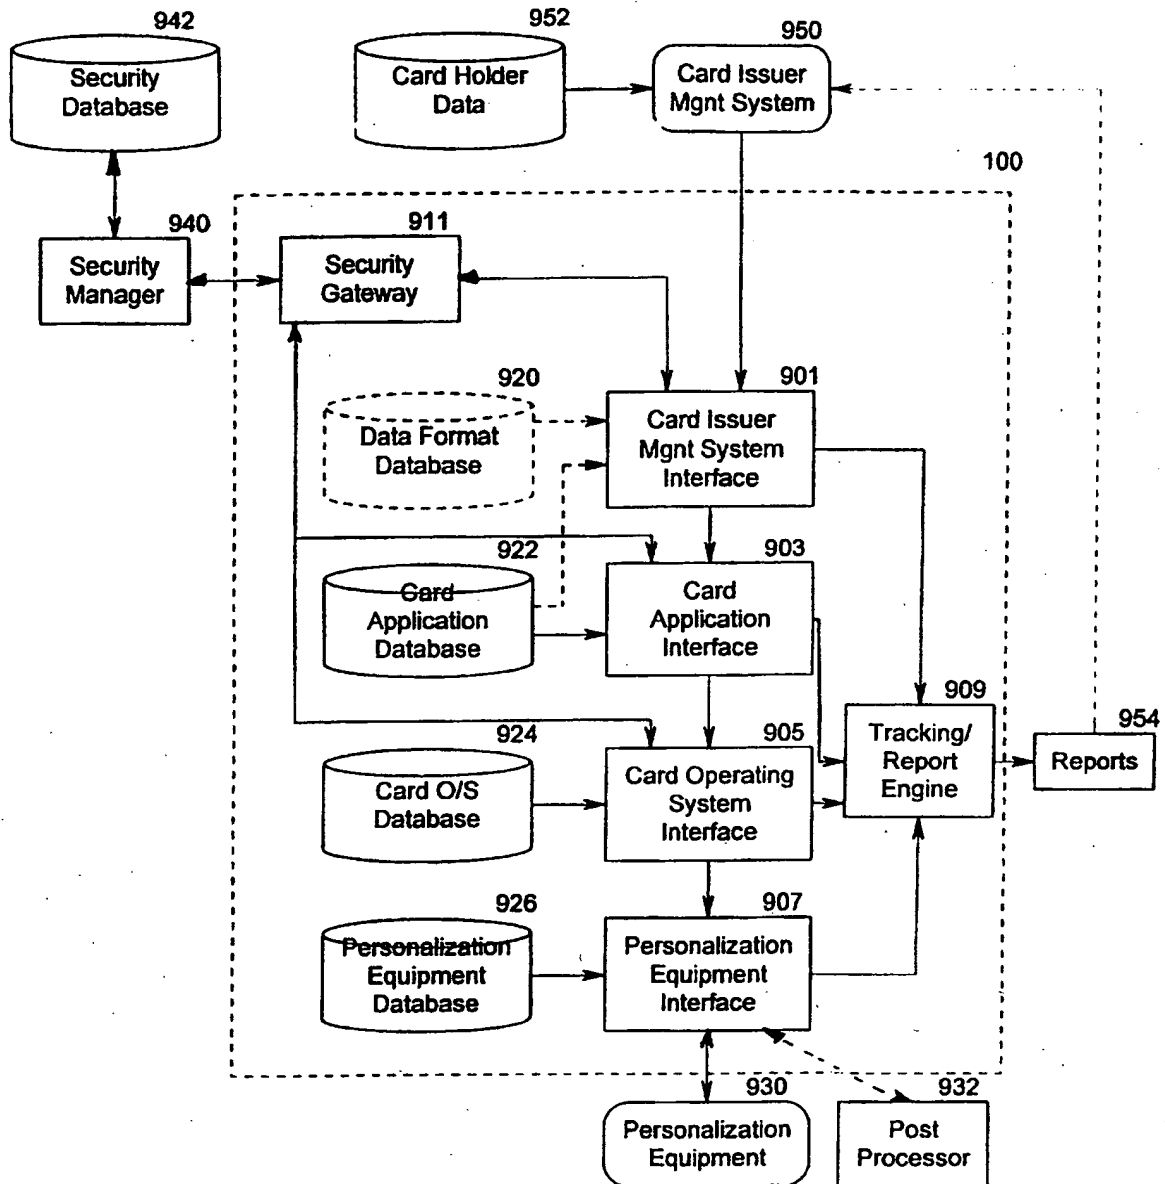 942
952
950
Security
Database
Card Holder
Data
Card Issuer
Mgnt System
100
940
911
Security
Manager
Security
Gateway
920
901
Data Format
Database
Card Issuer
Mgnt System
Interface
922
903
Card
Application
Database
Card
Application
Interface
909
954
924
905
Tracking/
Report
Engine
Reports
Card O/S
Database
Card Operating
System
Interface
926
907
Personalization
Equipment
Database
Personalization
Equipment
Interface
930
932
Personalization
Equipment
Post
Processor